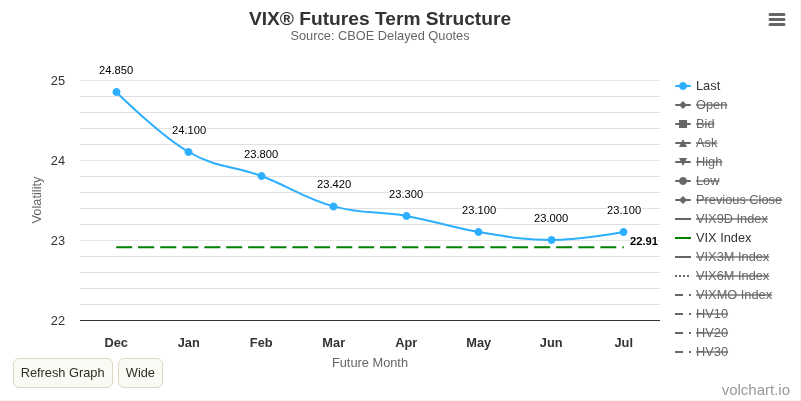 VIX® Futures Term Structure
Source: CBOE Delayed Quotes
24.850
24.100
23.800
23.420
23.300
23.100
23.000
23.100
22.91
25
24
23
22
Volatility
Dec Jan Feb Mar Apr May Jun Jul
Future Month
Last
Open
Bid
Ask
High
Low
Previous Close
VIX9D Index
VIX Index
VIX3M Index
VIX6M Index
VIXMO Index
HV10
HV20
HV30
Refresh Graph
Wide
volchart.io